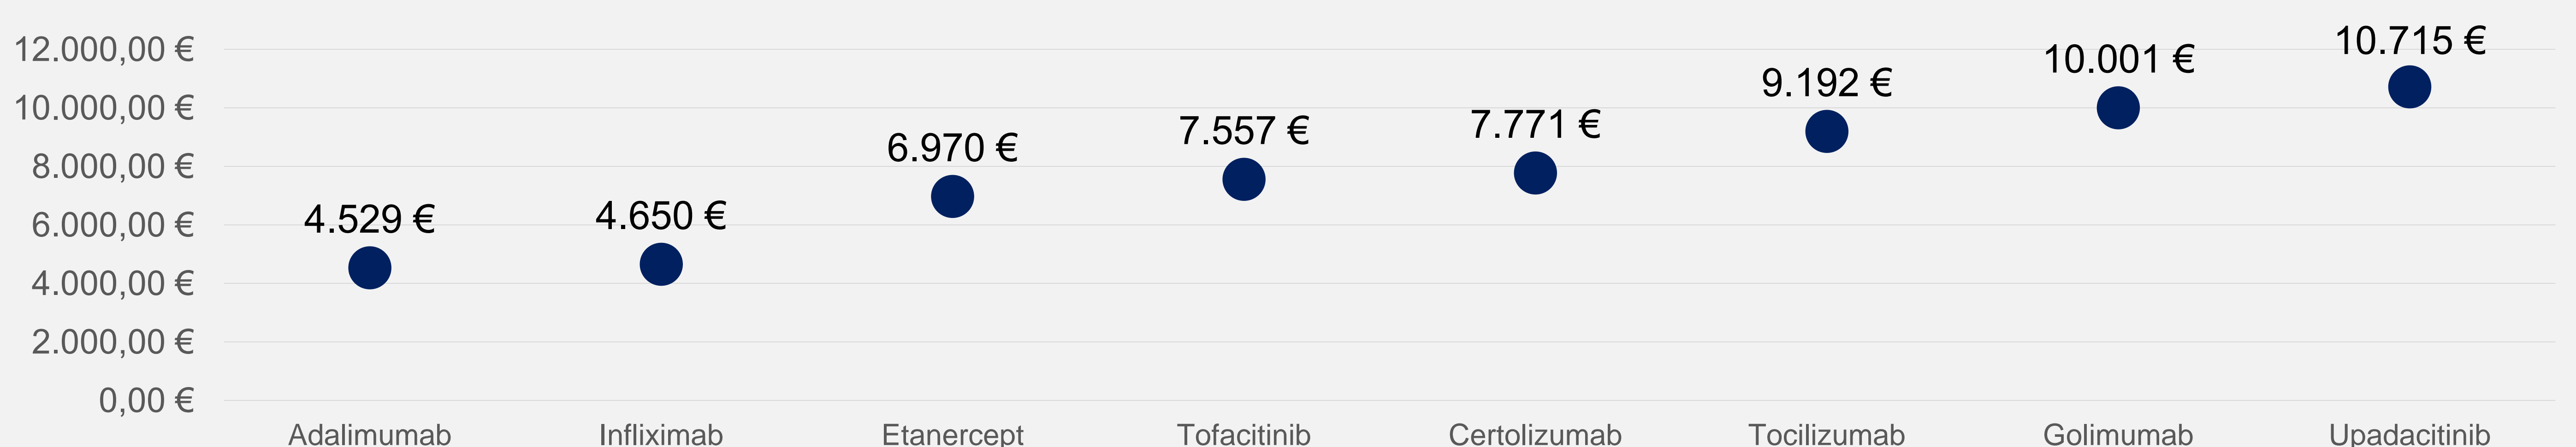 12.000,00 €
10.000,00 €
8.000,00 €
6.000,00 €
4.000,00 €
2.000,00 €
0,00 €
4.529 €
4.650 €
6.970 €
7.557 €
7.771 €
9.192 €
10.001 €
10.715 €
Adalimumab
Infliximab
Etanercept
Tofacitinib
Certolizumab
Tocilizumab
Golimumab
Upadacitinib